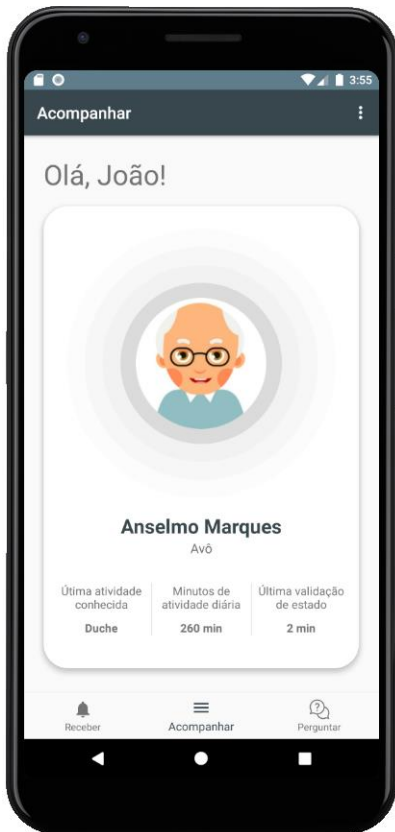 3:55
Acompanhar
Olá, João!
Anselmo Marques
Avô
Útima atividade
conhecida
Duche
Minutos de
atividade diária
260 min
Última validação
de estado
2 min
Receber
Acompanhar
Perguntar